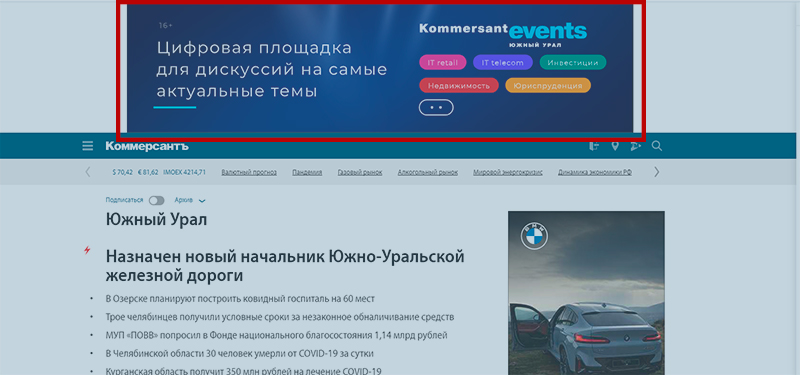 16+
Kommersant events
ЮЖНЫЙ УРАЛ
Цифровая площадка
для дискуссий на самые
актуальные темы
IT retail
IT telecom
Инвестиции
Недвижимость
Юриспруденция
Коммерсантъ
$ 70,42 € 81,62 IMOEX 4214,71 Валютный прогноз Пандемия Газовый рынок Алкогольный рынок Мировой энергокризис Динамика экономики РФ
Подписаться Архив
Южный Урал
Назначен новый начальник Южно-Уральской
железной дороги
• В Озерске планируют построить ковидный госпиталь на 60 мест
• Трое челябинцев получили условные сроки за незаконное обналичивание средств
• МУП «ПОВВ» попросил в Фонде национального благосостояния 1,14 млрд рублей
• В Челябинской области 30 человек умерли от COVID-19 за сутки
• Курганская область получит 350 млн рублей на лечение COVID-19
BMW